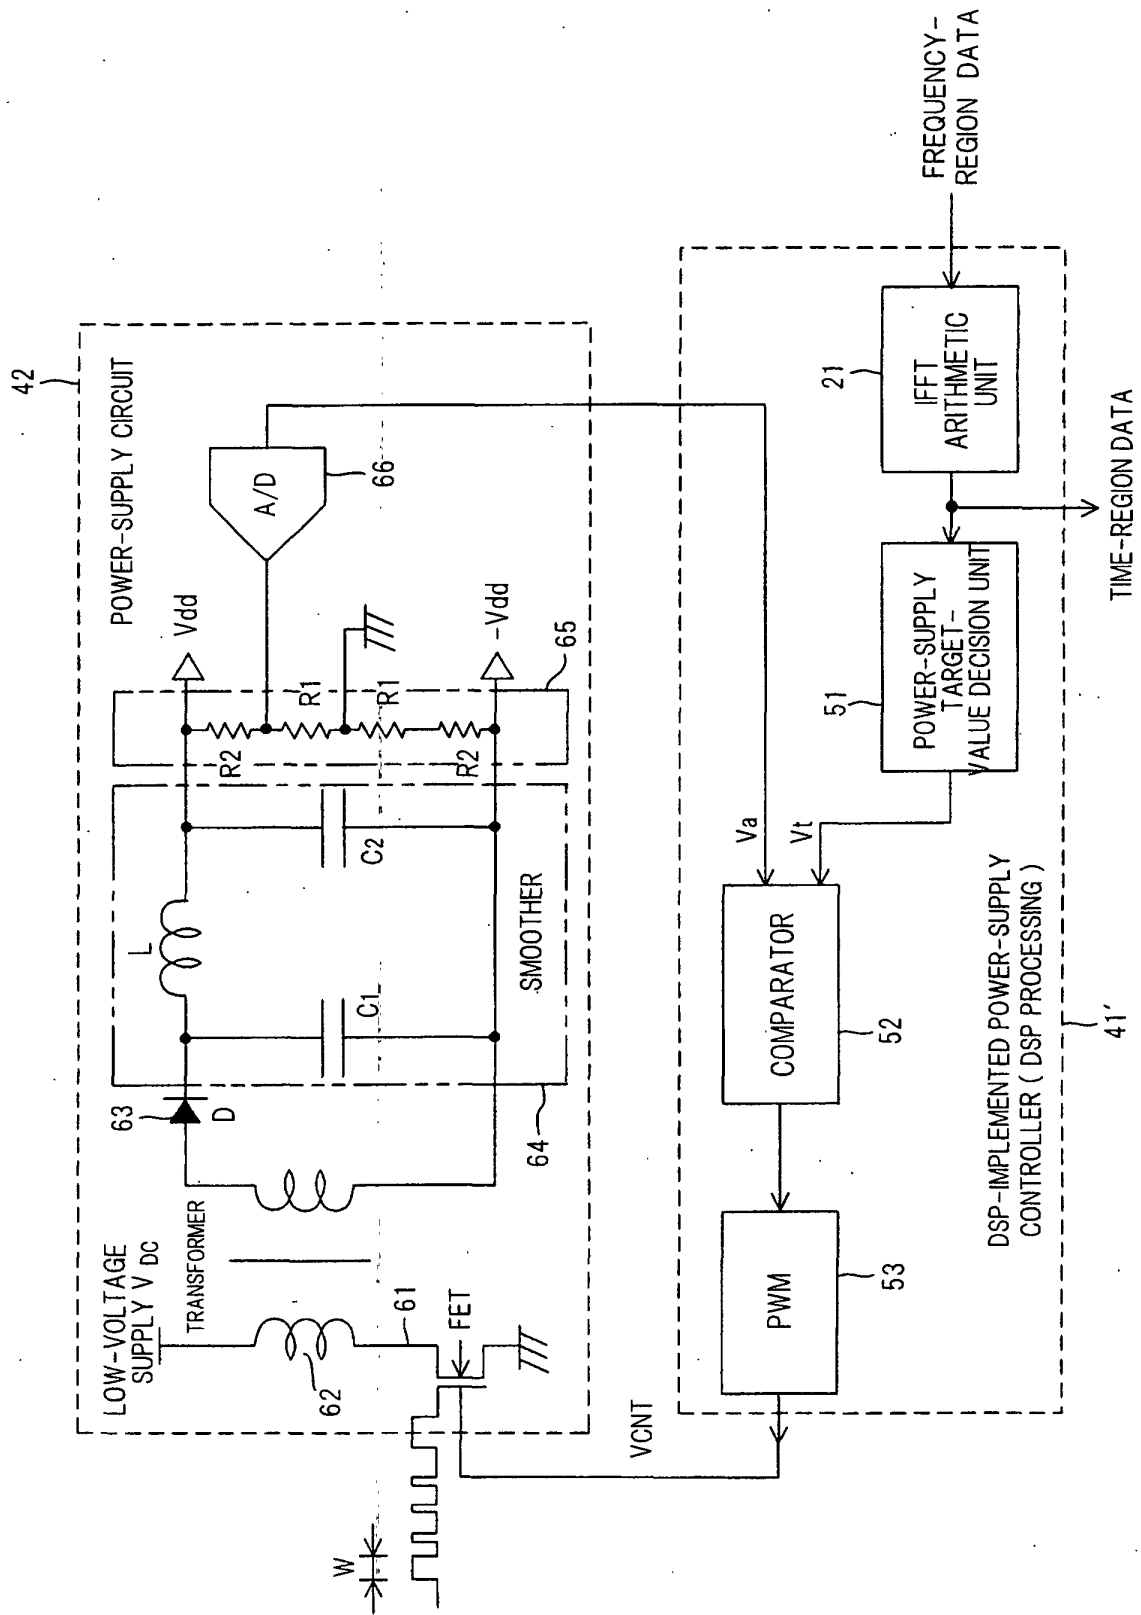 42
POWER-SUPPLY CIRCUIT
LOW-VOLTAGE
SUPPLY V DC
TRANSFORMER
62
61
FET
W
VCNT
63
D
64
L
C1
C2
SMOOTHER
R2
R1
R1
R2
65
Vdd
-Vdd
A/D
66
FREQUENCY-
REGION DATA
21
IFFT
ARITHMETIC
UNIT
TIME-REGION DATA
51
POWER-SUPPLY
TARGET-
VALUE DECISION UNIT
Va
Vt
COMPARATOR
52
PWM
53
DSP-IMPLEMENTED POWER-SUPPLY
CONTROLLER ( DSP PROCESSING )
41'